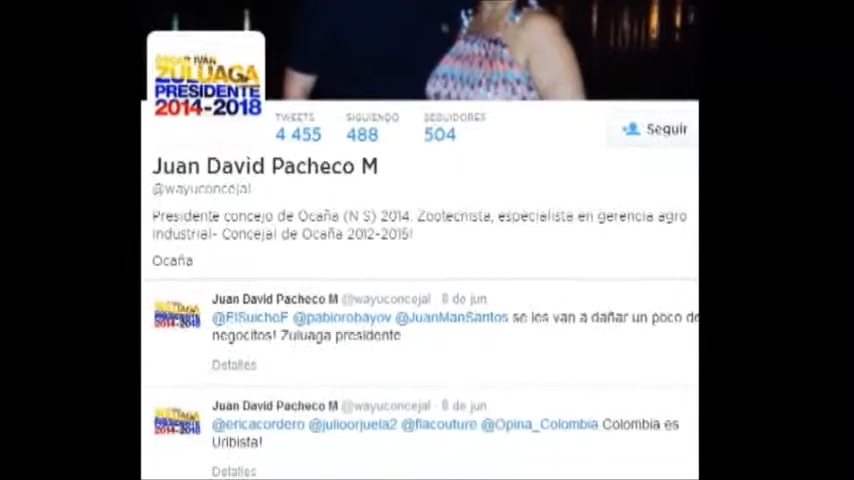 OSCAR IVAN
ZULUAGA
PRESIDENTE
2014-2018
TWEETS SIGUIENDO SEGUIDORES
4 455 488 504
Seguir
Juan David Pacheco M
@wayuconcejal
Presidente concejo de Ocaña (N S) 2014. Zootecnista, especialista en gerencia agro
industrial- Concejal de Ocaña 2012-2015!
Ocaña
Juan David Pacheco M @wayuconcejal · 8 de jun
@ElSuicheF @pablorobayov @JuanManSantos se les van a dañar un poco de
negocitos! Zuluaga presidente
Detalles
Juan David Pacheco M @wayuconcejal · 8 de jun
@ericacordero @julioorjuela2 @flacouture @Opina_Colombia Colombia es
Uribista!
Detalles